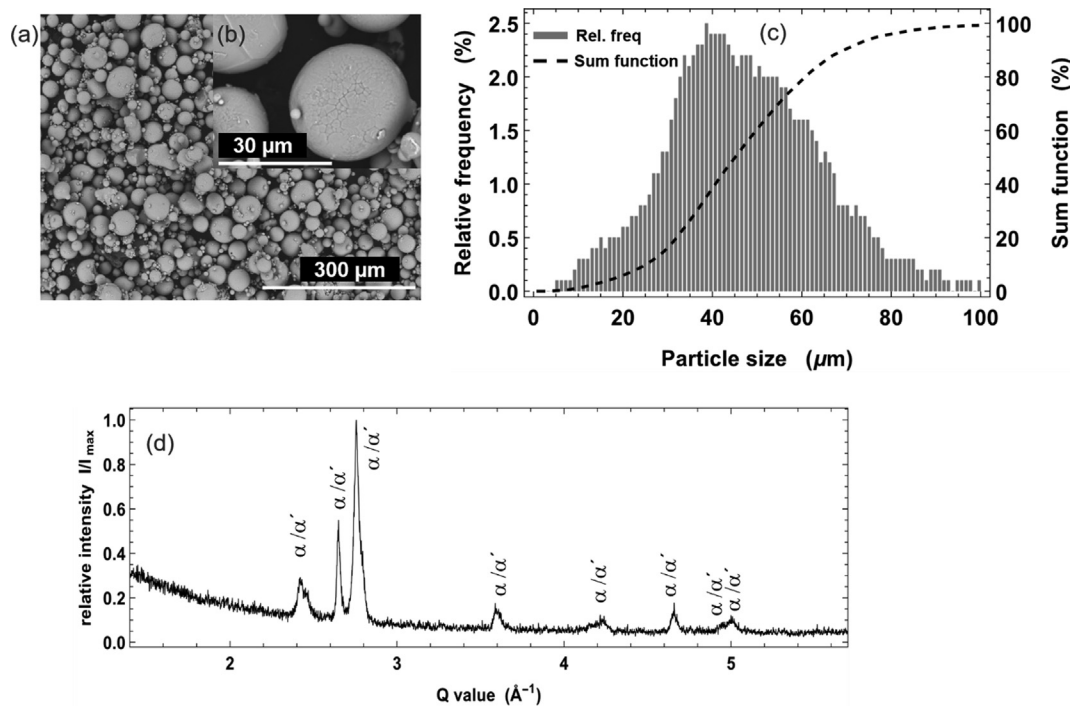 (a)
(b)
30 µm
300 µm
(c)
Rel. freq
Sum function
Relative frequency (%)
2.5
2.0
1.5
1.0
0.5
0.0
100
80
60
40
20
0
Sum function (%)
0 20 40 60 80 100
Particle size (µm)
(d)
relative intensity I/Imax
1.0
0.8
0.6
0.4
0.2
0.0
α/α´
α/α´
α/α´
α/α´
α/α´
α/α´
α/α´
α/α´
2 3 4 5
Q value (Å⁻¹)